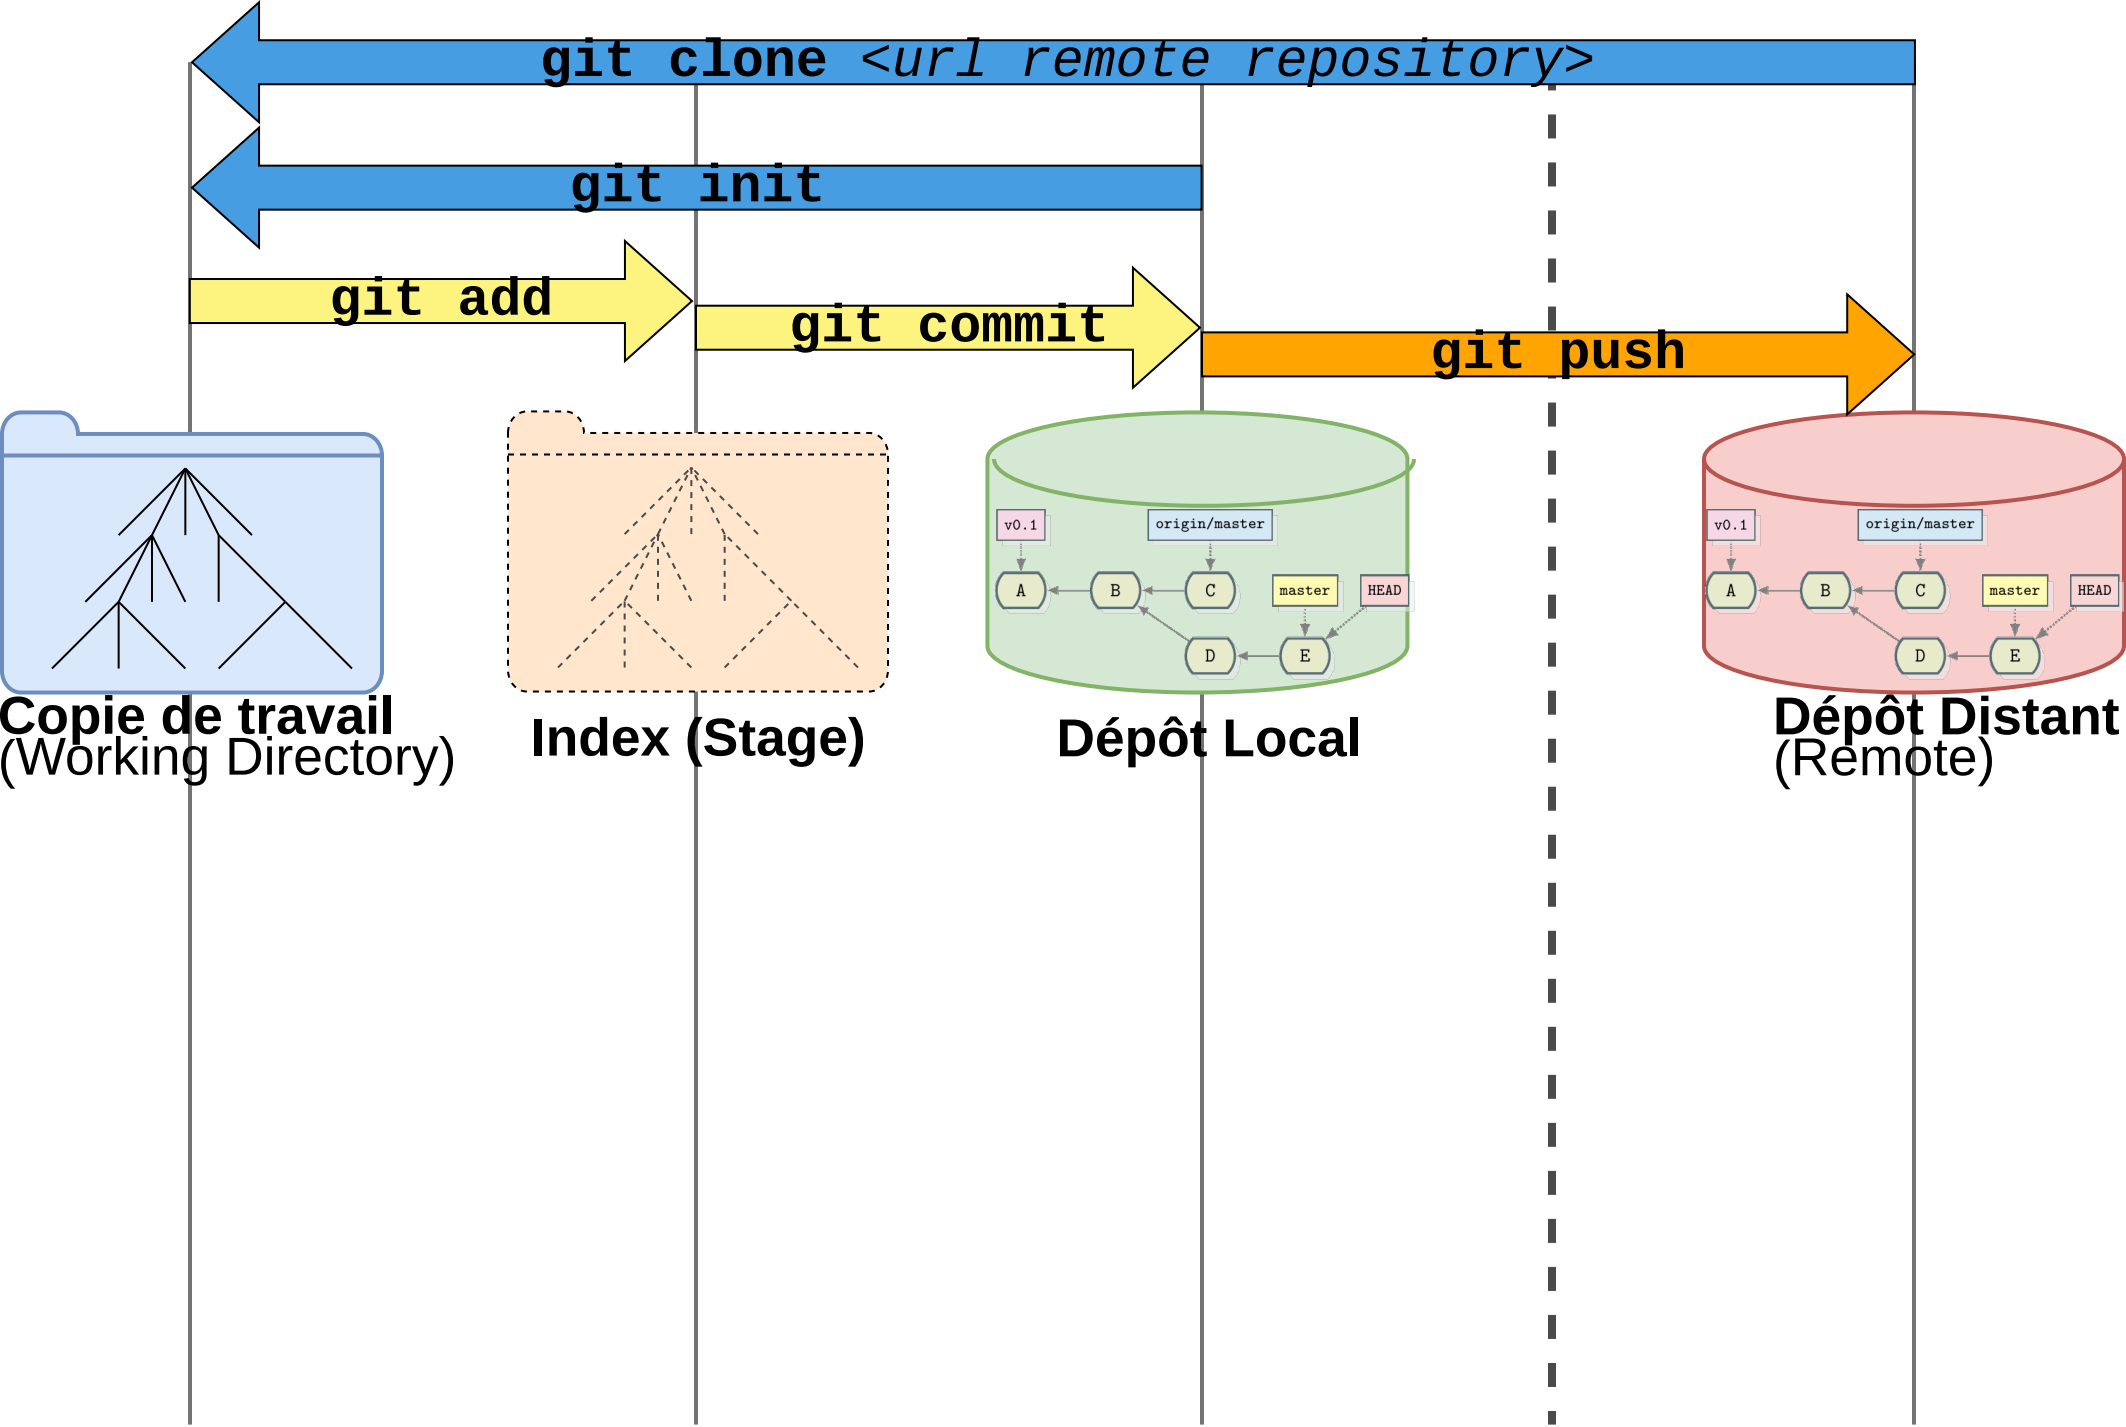 git clone <url remote repository>
git init
git add
git commit
git push
v0.1
origin/master
A
B
C
master
HEAD
D
E
v0.1
origin/master
A
B
C
master
HEAD
D
E
Copie de travail
(Working Directory)
Index (Stage)
Dépôt Local
Dépôt Distant
(Remote)